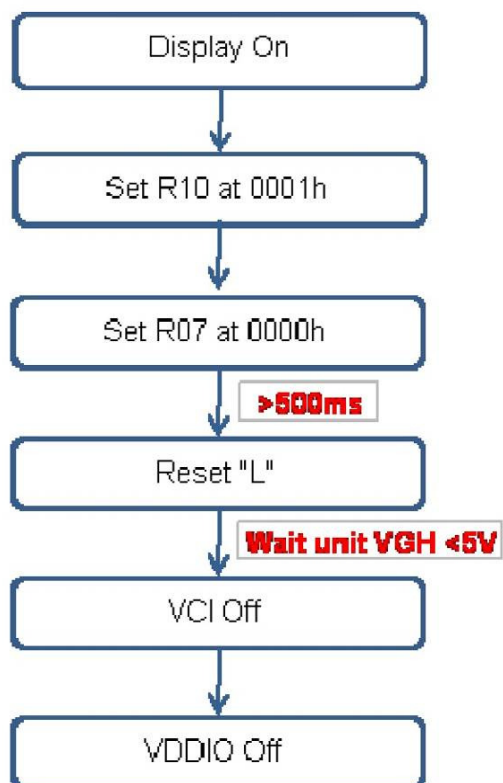 Display On
Set R10 at 0001h
Set R07 at 0000h
>500ms
Reset "L"
Wait unit VGH <5V
VCI Off
VDDIO Off